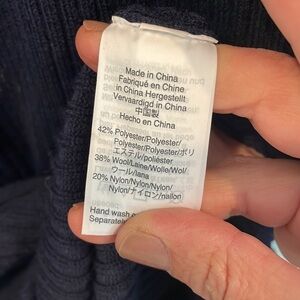 Made in China
Fabriqué en Chine
in China Hergestellt
Vervaardigd in China
中国製
Hecho en China
42% Polyester/Polyester/
Polyester/Polyester/ポリ
エステル/poliéster
38% Wool/Laine/Wolle/Wol/
ウール/lana
20% Nylon/Nylon/Nylon/
Nylon/ナイロン/nailon
Hand wash
Separately